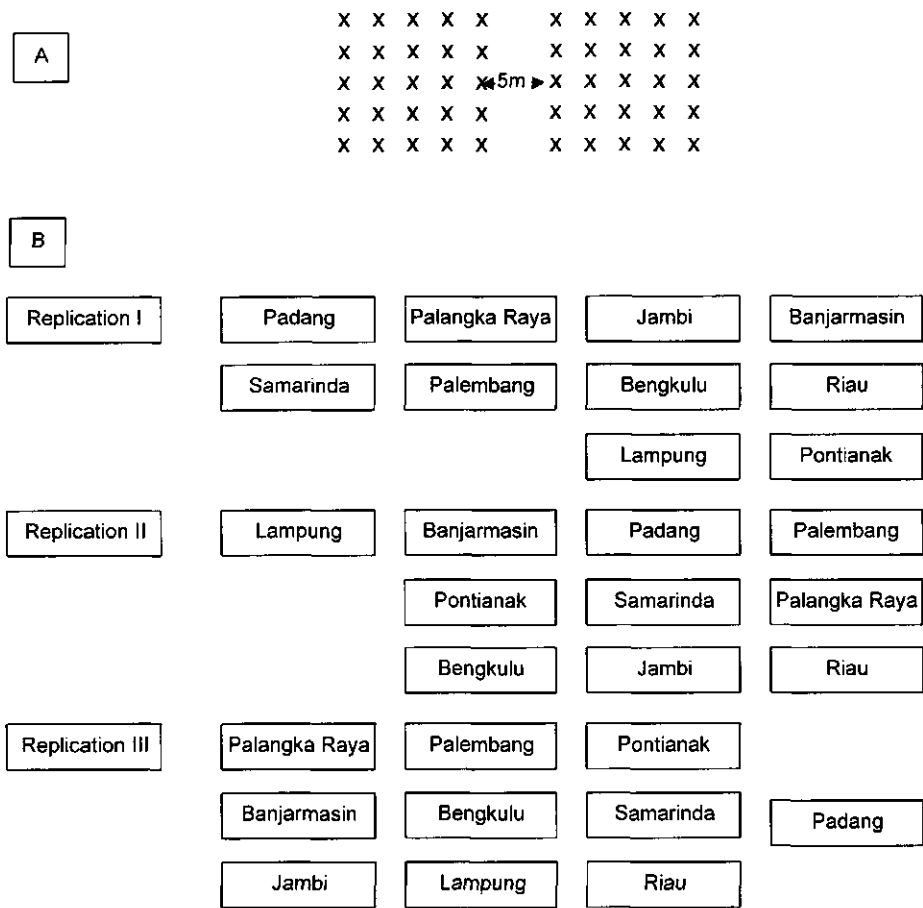 A
X X X X X X X X X X
X X X X X X X X X X
X X X X X 5m X X X X X
X X X X X X X X X X
X X X X X X X X X X
B
Replication I Padang Palangka Raya Jambi Banjarmasin
Samarinda Palembang Bengkulu Riau
Lampung Pontianak
Replication II Lampung Banjarmasin Padang Palembang
Pontianak Samarinda Palangka Raya
Bengkulu Jambi Riau
Replication III Palangka Raya Palembang Pontianak
Banjarmasin Bengkulu Samarinda Padang
Jambi Lampung Riau